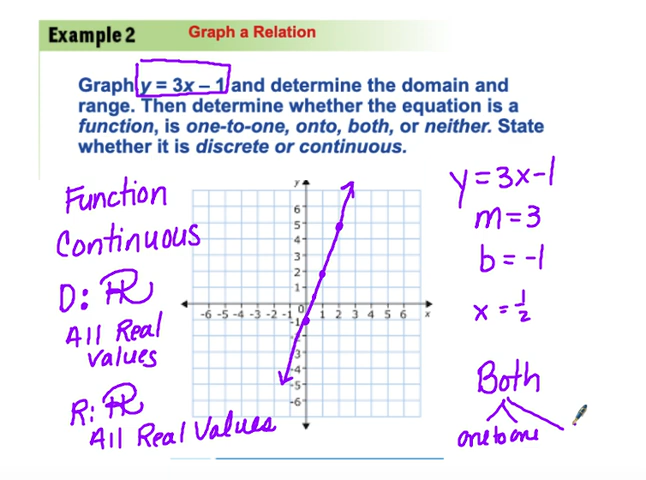 Example 2 Graph a Relation
Graph y = 3x – 1 and determine the domain and
range. Then determine whether the equation is a
function, is one-to-one, onto, both, or neither. State
whether it is discrete or continuous.
Function
Continuous
D: ℝ
All Real
Values
R: ℝ
All Real Values
y
6
5
4
3
2
1
-6 -5 -4 -3 -2 -1 0 1 2 3 4 5 6 x
-1
-3
-4
-5
-6
y = 3x - 1
m = 3
b = -1
x = 1/2
Both
one to one